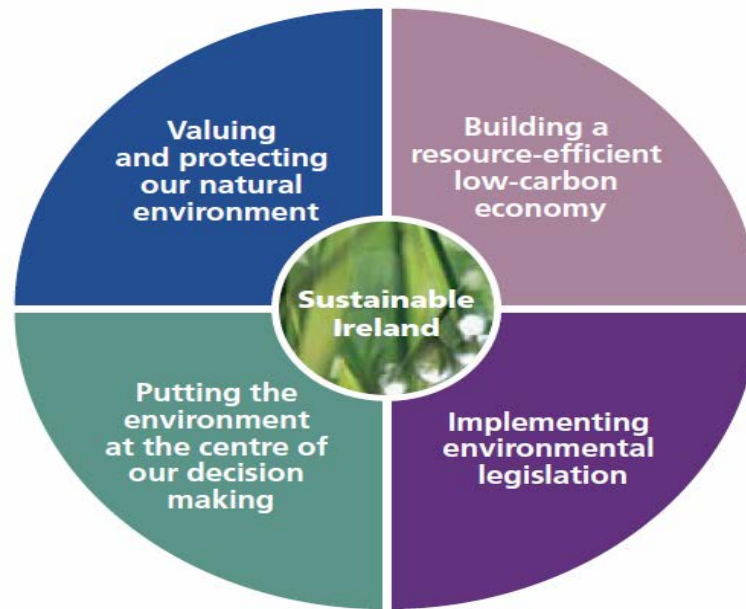 Valuing
and protecting
our natural
environment
Building a
resource-efficient
low-carbon
economy
Sustainable
Ireland
Putting the
environment
at the centre of
our decision
making
Implementing
environmental
legislation